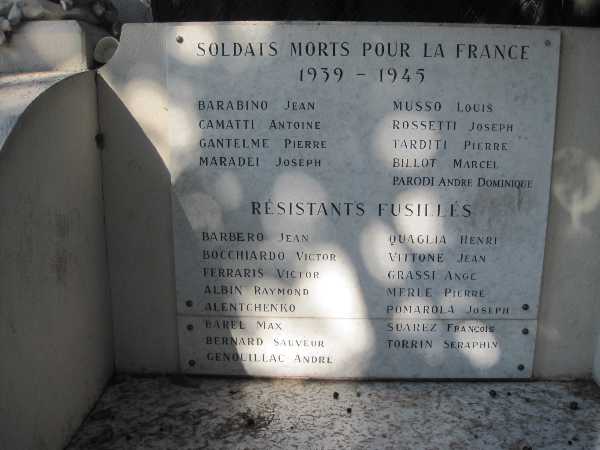 SOLDATS MORTS POUR LA FRANCE
1939 - 1945
BARABINO JEAN
CAMATTI ANTOINE
GANTELME PIERRE
MARADEI JOSEPH
MUSSO LOUIS
ROSSETTI JOSEPH
TARDITI PIERRE
BILLOT MARCEL
PARODI ANDRE DOMINIQUE
RÉSISTANTS FUSILLÉS
BARBERO JEAN
BOCCHIARDO VICTOR
FERRARIS VICTOR
ALBIN RAYMOND
ALENTCHENKO
BAREL MAX
BERNARD SAUVEUR
GENOUILLAC ANDRE
QUAGLIA HENRI
VITTONE JEAN
GRASSI ANGE
MERLE PIERRE
POMAROLA JOSEPH
SUAREZ FRANÇOIS
TORRIN SERAPHIN